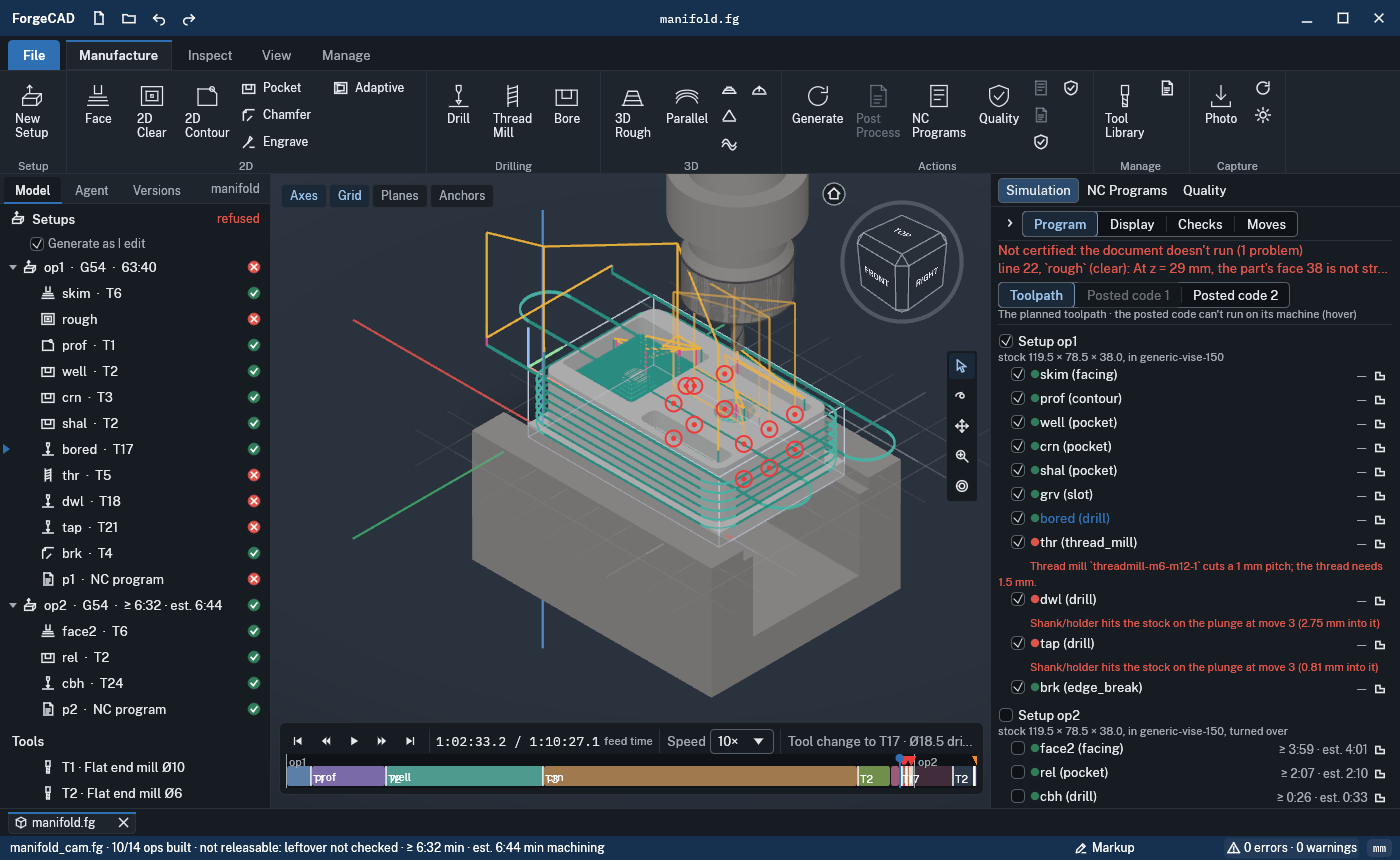 ForgeCAD
manifold.fg
File
Manufacture
Inspect
View
Manage
New Setup
Face
2D Clear
2D Contour
Pocket
Chamfer
Engrave
Adaptive
Drill
Thread Mill
Bore
3D Rough
Parallel
Generate
Post Process
NC Programs
Quality
Tool Library
Photo
Setup
2D
Drilling
3D
Actions
Manage
Capture
Model
Agent
Versions
manifold
Setups
refused
Generate as I edit
op1 · G54 · 63:40
skim · T6
rough
prof · T1
well · T2
crn · T3
shal · T2
bored · T17
thr · T5
dwl · T18
tap · T21
brk · T4
p1 · NC program
op2 · G54 · ≥ 6:32 · est. 6:44
face2 · T6
rel · T2
cbh · T24
p2 · NC program
Tools
T1 · Flat end mill Ø10
T2 · Flat end mill Ø6
Axes
Grid
Planes
Anchors
TOP
FRONT
RIGHT
1:02:33.2 / 1:10:27.1 feed time
Speed
10×
Tool change to T17 · Ø18.5 dri...
op1
op2
prof
T2
T2
Simulation
NC Programs
Quality
Program
Display
Checks
Moves
Not certified: the document doesn't run (1 problem)
line 22, `rough` (clear): At z = 29 mm, the part's face 38 is not str...
Toolpath
Posted code 1
Posted code 2
The planned toolpath · the posted code can't run on its machine (hover)
Setup op1
stock 119.5 × 78.5 × 38.0, in generic-vise-150
skim (facing) —
prof (contour) —
well (pocket) —
crn (pocket) —
shal (pocket) —
grv (slot) —
bored (drill) —
thr (thread_mill) —
Thread mill `threadmill-m6-m12-1` cuts a 1 mm pitch; the thread needs
1.5 mm.
dwl (drill) —
Shank/holder hits the stock on the plunge at move 3 (2.75 mm into it)
tap (drill) —
Shank/holder hits the stock on the plunge at move 3 (0.81 mm into it)
brk (edge_break) —
Setup op2
stock 119.5 × 78.5 × 38.0, in generic-vise-150, turned over
face2 (facing) ≥ 3:59 · est. 4:01
rel (pocket) ≥ 2:07 · est. 2:10
cbh (drill) ≥ 0:26 · est. 0:33
manifold.fg
manifold_cam.fg · 10/14 ops built · not releasable: leftover not checked · ≥ 6:32 min · est. 6:44 min machining
Markup
0 errors · 0 warnings
mm